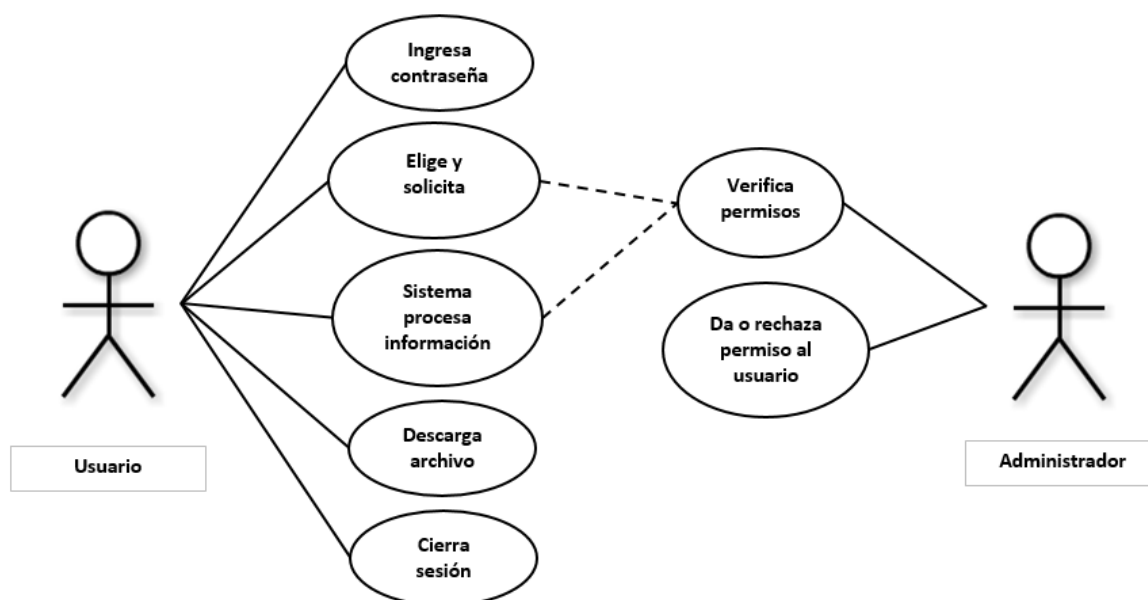 Ingresa
contraseña
Elige y
solicita
Verifica
permisos
Sistema
procesa
información
Da o rechaza
permiso al
usuario
Descarga
archivo
Usuario
Administrador
Cierra
sesión